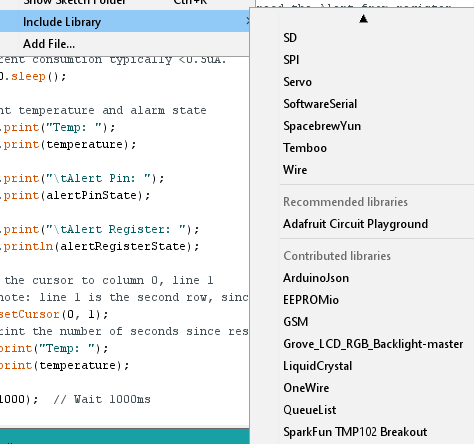 Show Sketch Folder Ctrl+K
Include Library
Add File...
rent consumtion typically <0.5uA.
0.sleep();
nt temperature and alarm state
.print("Temp: ");
.print(temperature);
.print("\tAlert Pin: ");
.print(alertPinState);
.print("\tAlert Register: ");
.println(alertRegisterState);
the cursor to column 0, line 1
note: line 1 is the second row, sinc
setCursor(0, 1);
rint the number of seconds since res
print("Temp: ");
print(temperature);
1000); // Wait 1000ms
read the Alert from register
SD
SPI
Servo
SoftwareSerial
SpacebrewYun
Temboo
Wire
Recommended libraries
Adafruit Circuit Playground
Contributed libraries
ArduinoJson
EEPROMio
GSM
Grove_LCD_RGB_Backlight-master
LiquidCrystal
OneWire
QueueList
SparkFun TMP102 Breakout